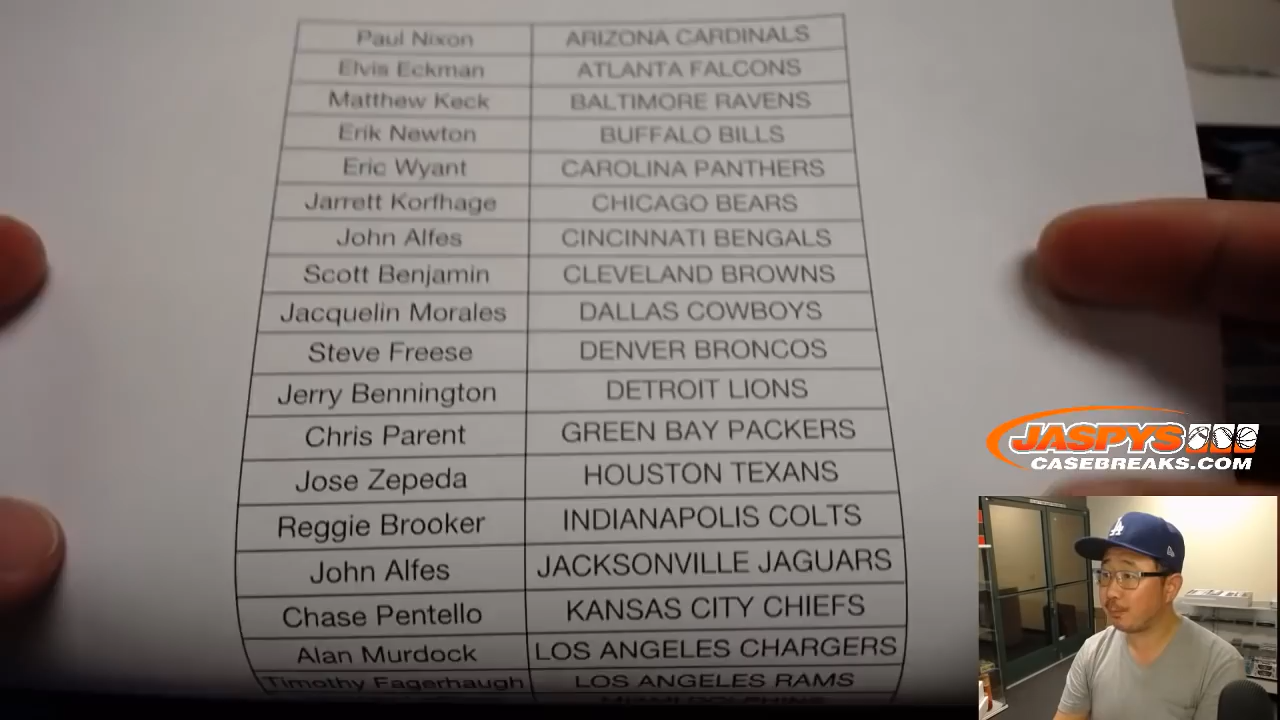 Paul Nixon ARIZONA CARDINALS
Elvis Eckman ATLANTA FALCONS
Matthew Keck BALTIMORE RAVENS
Erik Newton BUFFALO BILLS
Eric Wyant CAROLINA PANTHERS
Jarrett Korfhage CHICAGO BEARS
John Alfes CINCINNATI BENGALS
Scott Benjamin CLEVELAND BROWNS
Jacquelin Morales DALLAS COWBOYS
Steve Freese DENVER BRONCOS
Jerry Bennington DETROIT LIONS
Chris Parent GREEN BAY PACKERS
Jose Zepeda HOUSTON TEXANS
Reggie Brooker INDIANAPOLIS COLTS
John Alfes JACKSONVILLE JAGUARS
Chase Pentello KANSAS CITY CHIEFS
Alan Murdock LOS ANGELES CHARGERS
Timothy Fagerhaugh LOS ANGELES RAMS
MIAMI DOLPHINS
JASPYS
CASEBREAKS.COM
LA